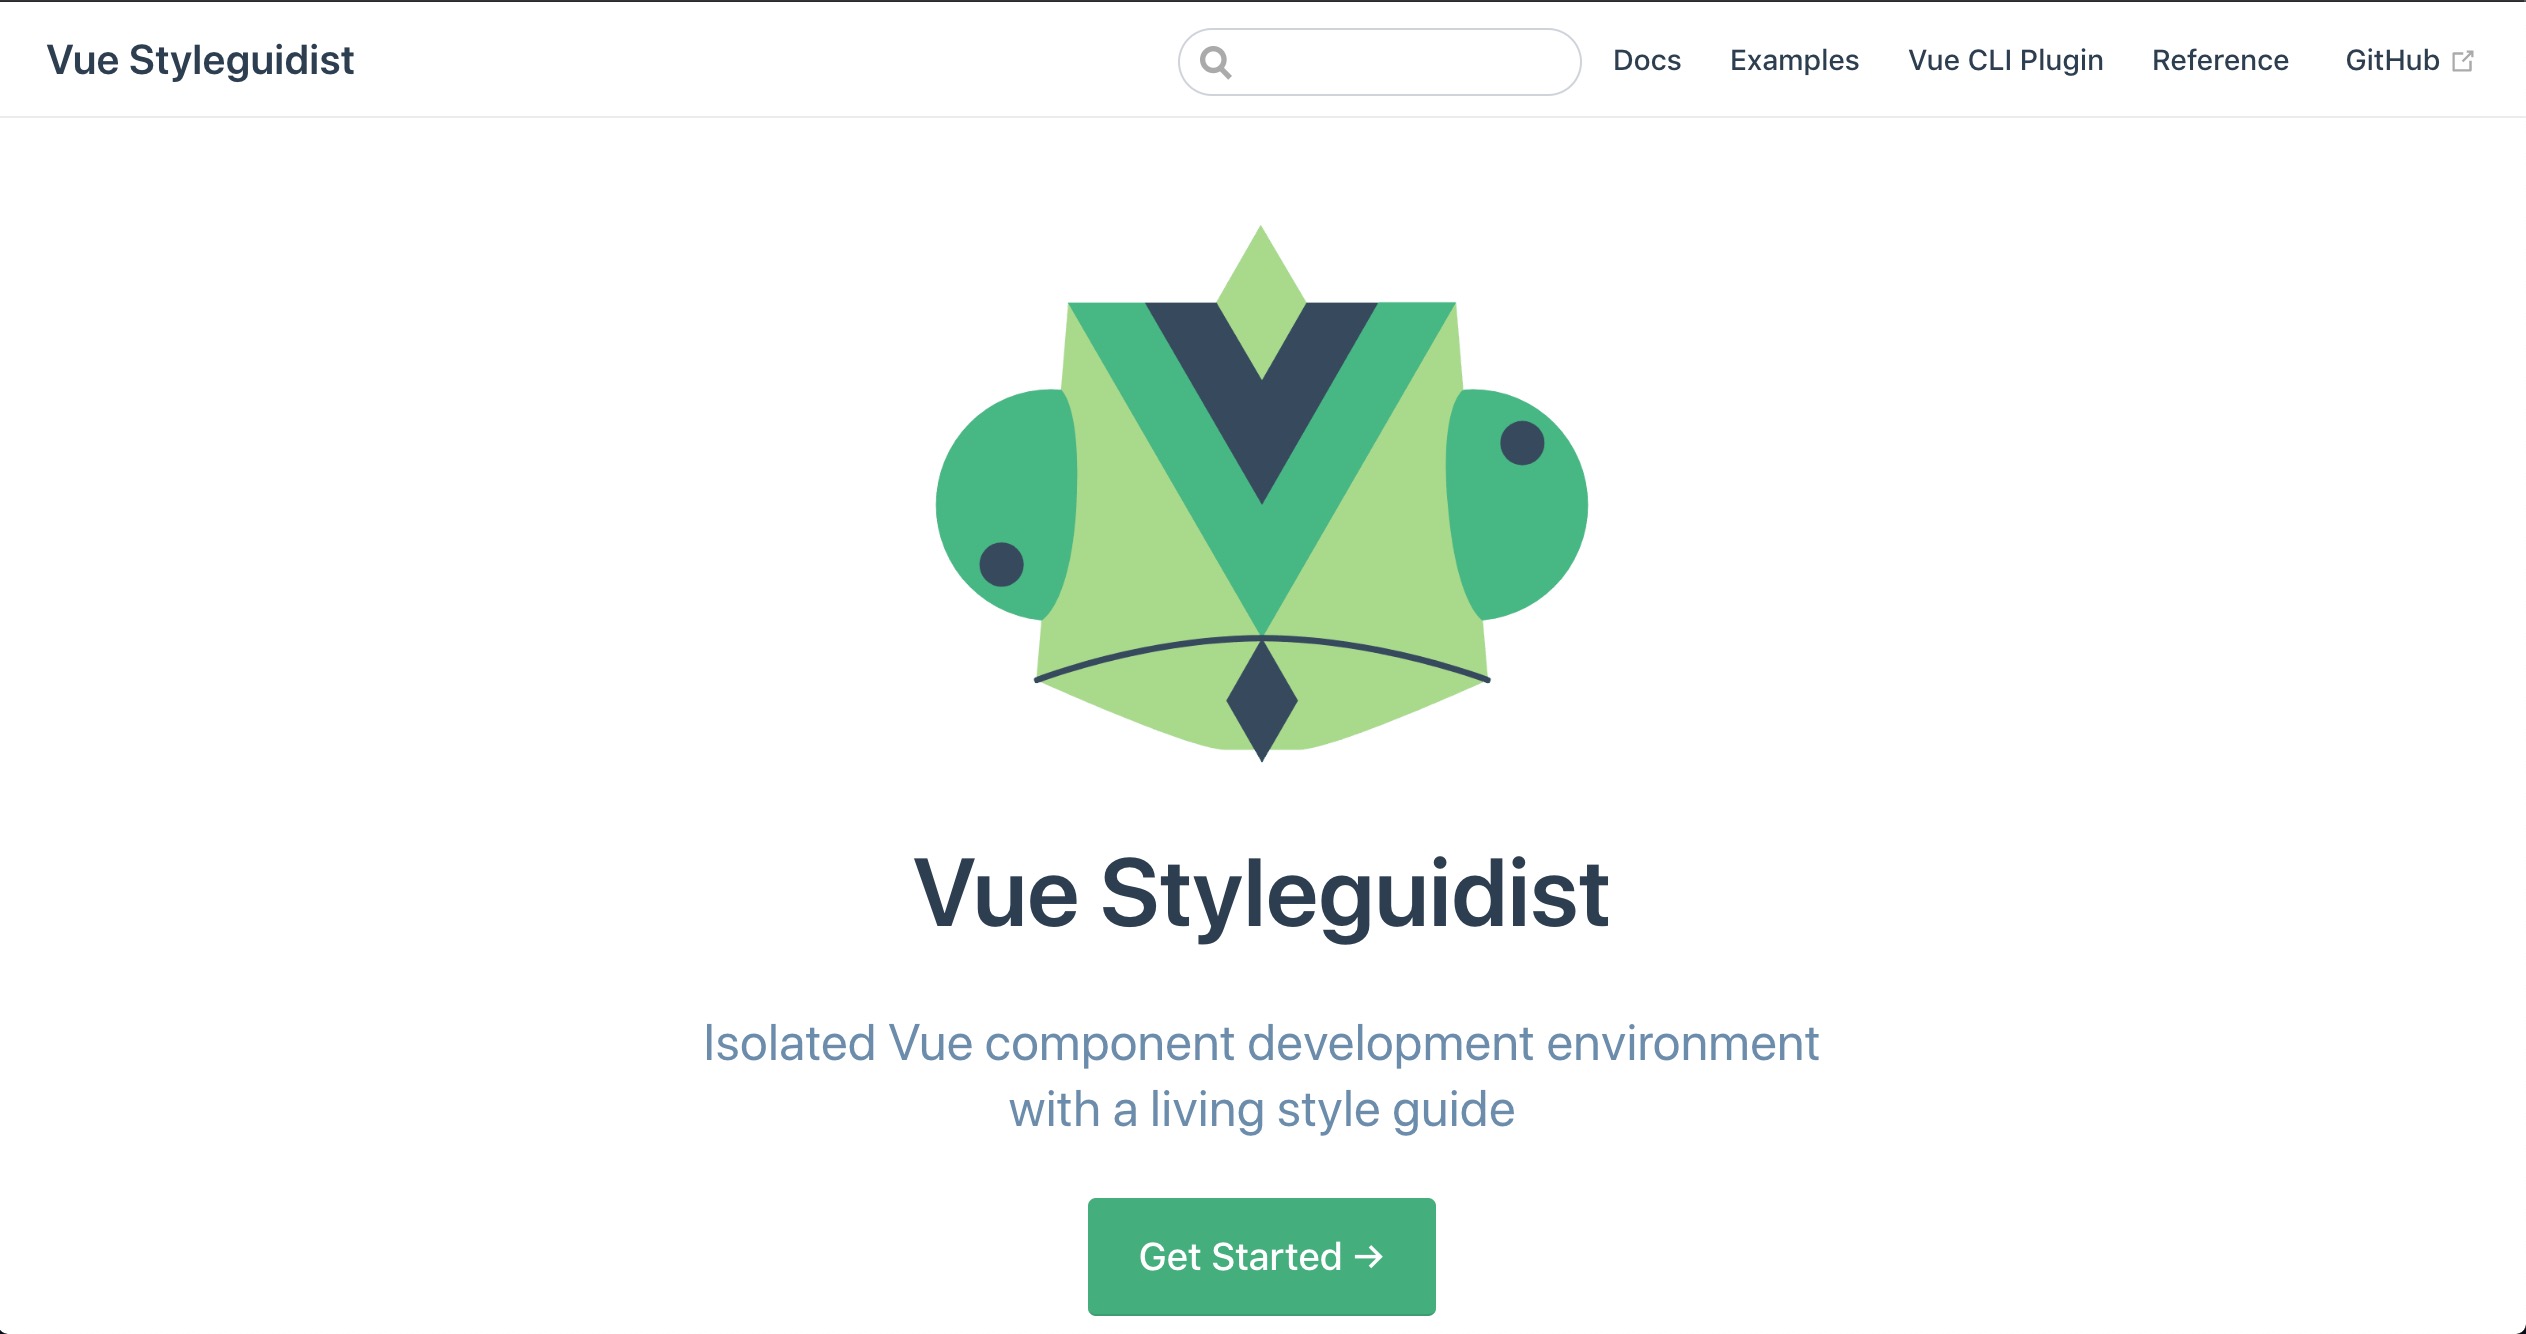 Vue Styleguidist
Docs Examples Vue CLI Plugin Reference GitHub
Vue Styleguidist
Isolated Vue component development environment
with a living style guide
Get Started →